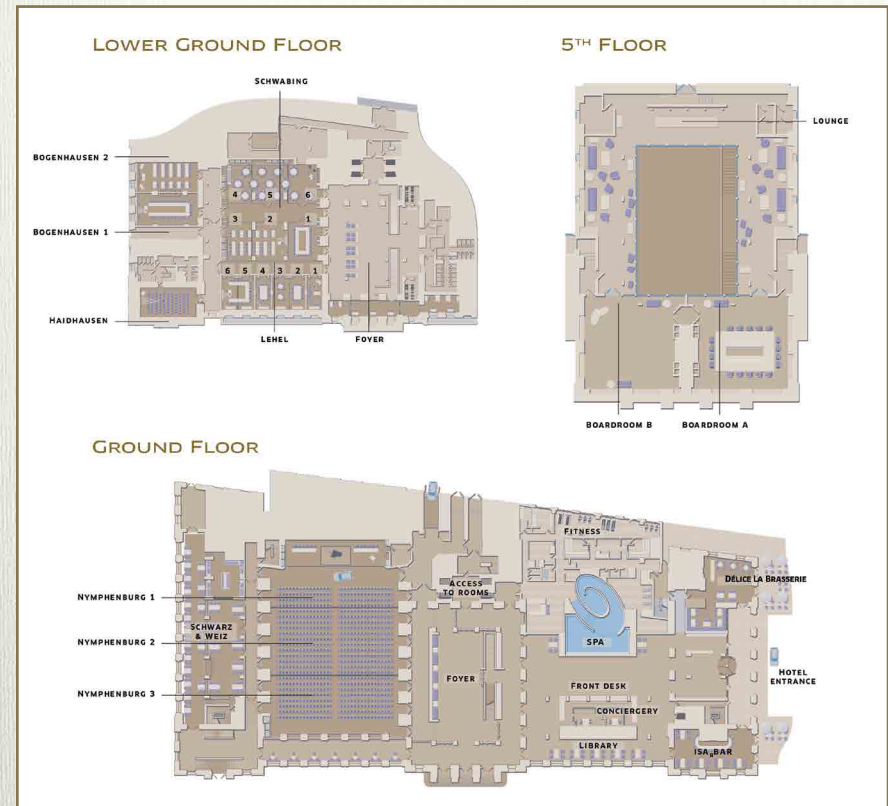 LOWER GROUND FLOOR
5TH FLOOR
SCHWABING
LOUNGE
BOGENHAUSEN 2
4 5 6
3 2 1
BOGENHAUSEN 1
6 5 4 3 2 1
HAIDHAUSEN
LEHEL
FOYER
BOARDROOM B
BOARDROOM A
GROUND FLOOR
FITNESS
DÉLICE LA BRASSERIE
ACCESS
TO ROOMS
NYMPHENBURG 1
SCHWARZ
& WEIZ
NYMPHENBURG 2
SPA
HOTEL
ENTRANCE
FOYER
FRONT DESK
NYMPHENBURG 3
CONCIERGERY
LIBRARY
ISARBAR